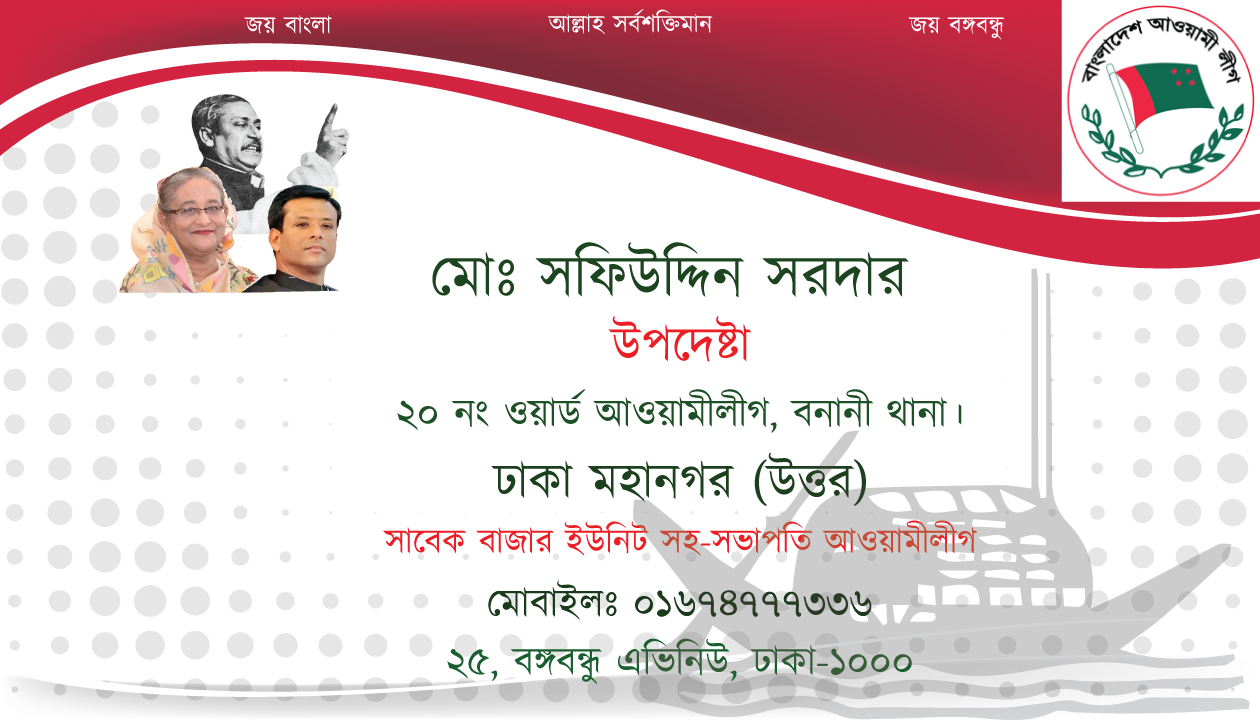 জয় বাংলা
আল্লাহ সর্বশক্তিমান
জয় বঙ্গবন্ধু
বাংলাদেশ আওয়ামী লীগ
মোঃ সফিউদ্দিন সরদার
উপদেষ্টা
২০ নং ওয়ার্ড আওয়ামীলীগ, বনানী থানা।
ঢাকা মহানগর (উত্তর)
সাবেক বাজার ইউনিট সহ-সভাপতি আওয়ামীলীগ
মোবাইলঃ ০১৬৭৪৭৭৭৩৩৬
২৫, বঙ্গবন্ধু এভিনিউ, ঢাকা-১০০০